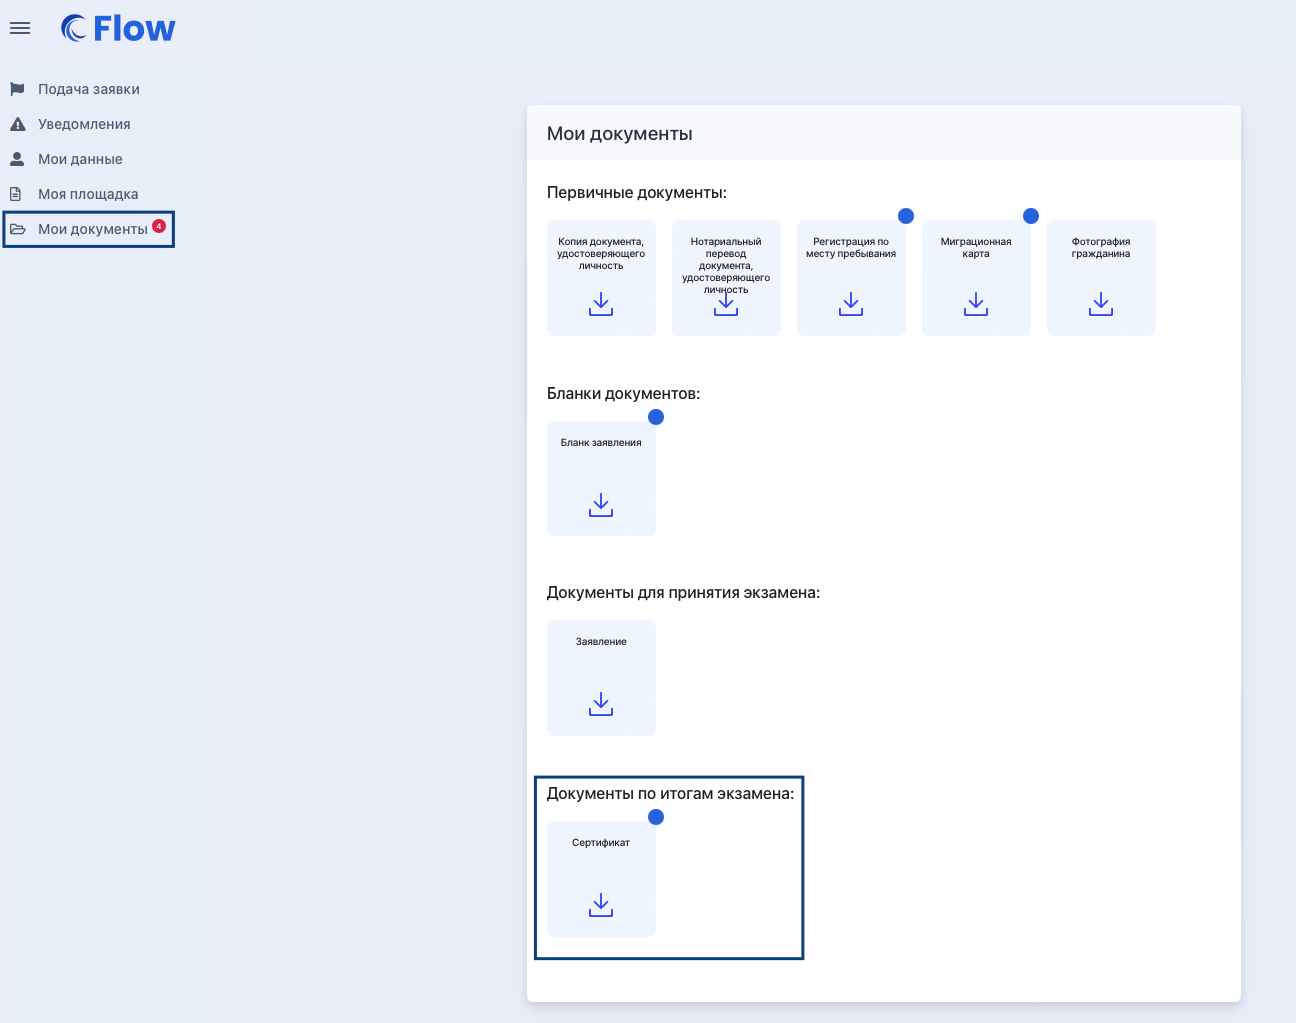 Flow
Подача заявки
Уведомления
Мои данные
Моя площадка
Мои документы 4
Мои документы
Первичные документы:
Копия документа,
удостоверяющего
личность
Нотариальный
перевод
документа,
удостоверяющего
личность
Регистрация по
месту пребывания
Миграционная
карта
Фотография
гражданина
Бланки документов:
Бланк заявления
Документы для принятия экзамена:
Заявление
Документы по итогам экзамена:
Сертификат